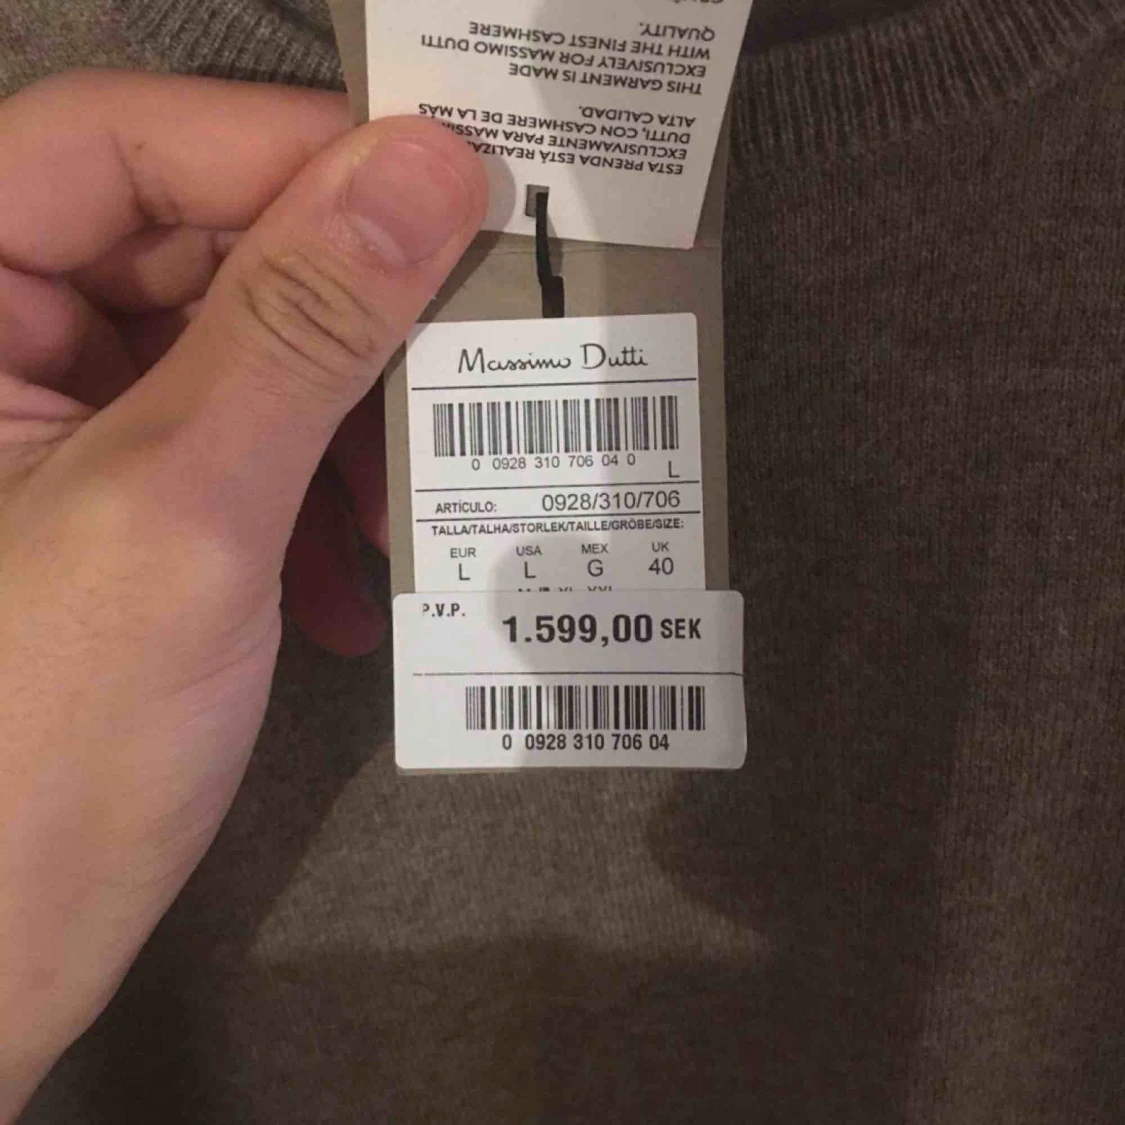 QUALITY.
WITH THE FINEST CASHMERE
EXCLUSIVELY FOR MASSIMO DUTTI
THIS GARMENT IS MADE
ALTA CALIDAD.
DUTTI, CON CASHMERE DE LA MÁS
EXCLUSIVAMENTE PARA
ESTA PRENDA ESTÁ
Massimo Dutti
0 0928 310 706 04 0
L
ARTÍCULO: 0928/310/706
TALLA/TALHA/STORLEK/TAILLE/GRÖBE/SIZE:
EUR USA MEX UK
L L G 40
P.V.P. 1.599,00 SEK
0 0928 310 706 04